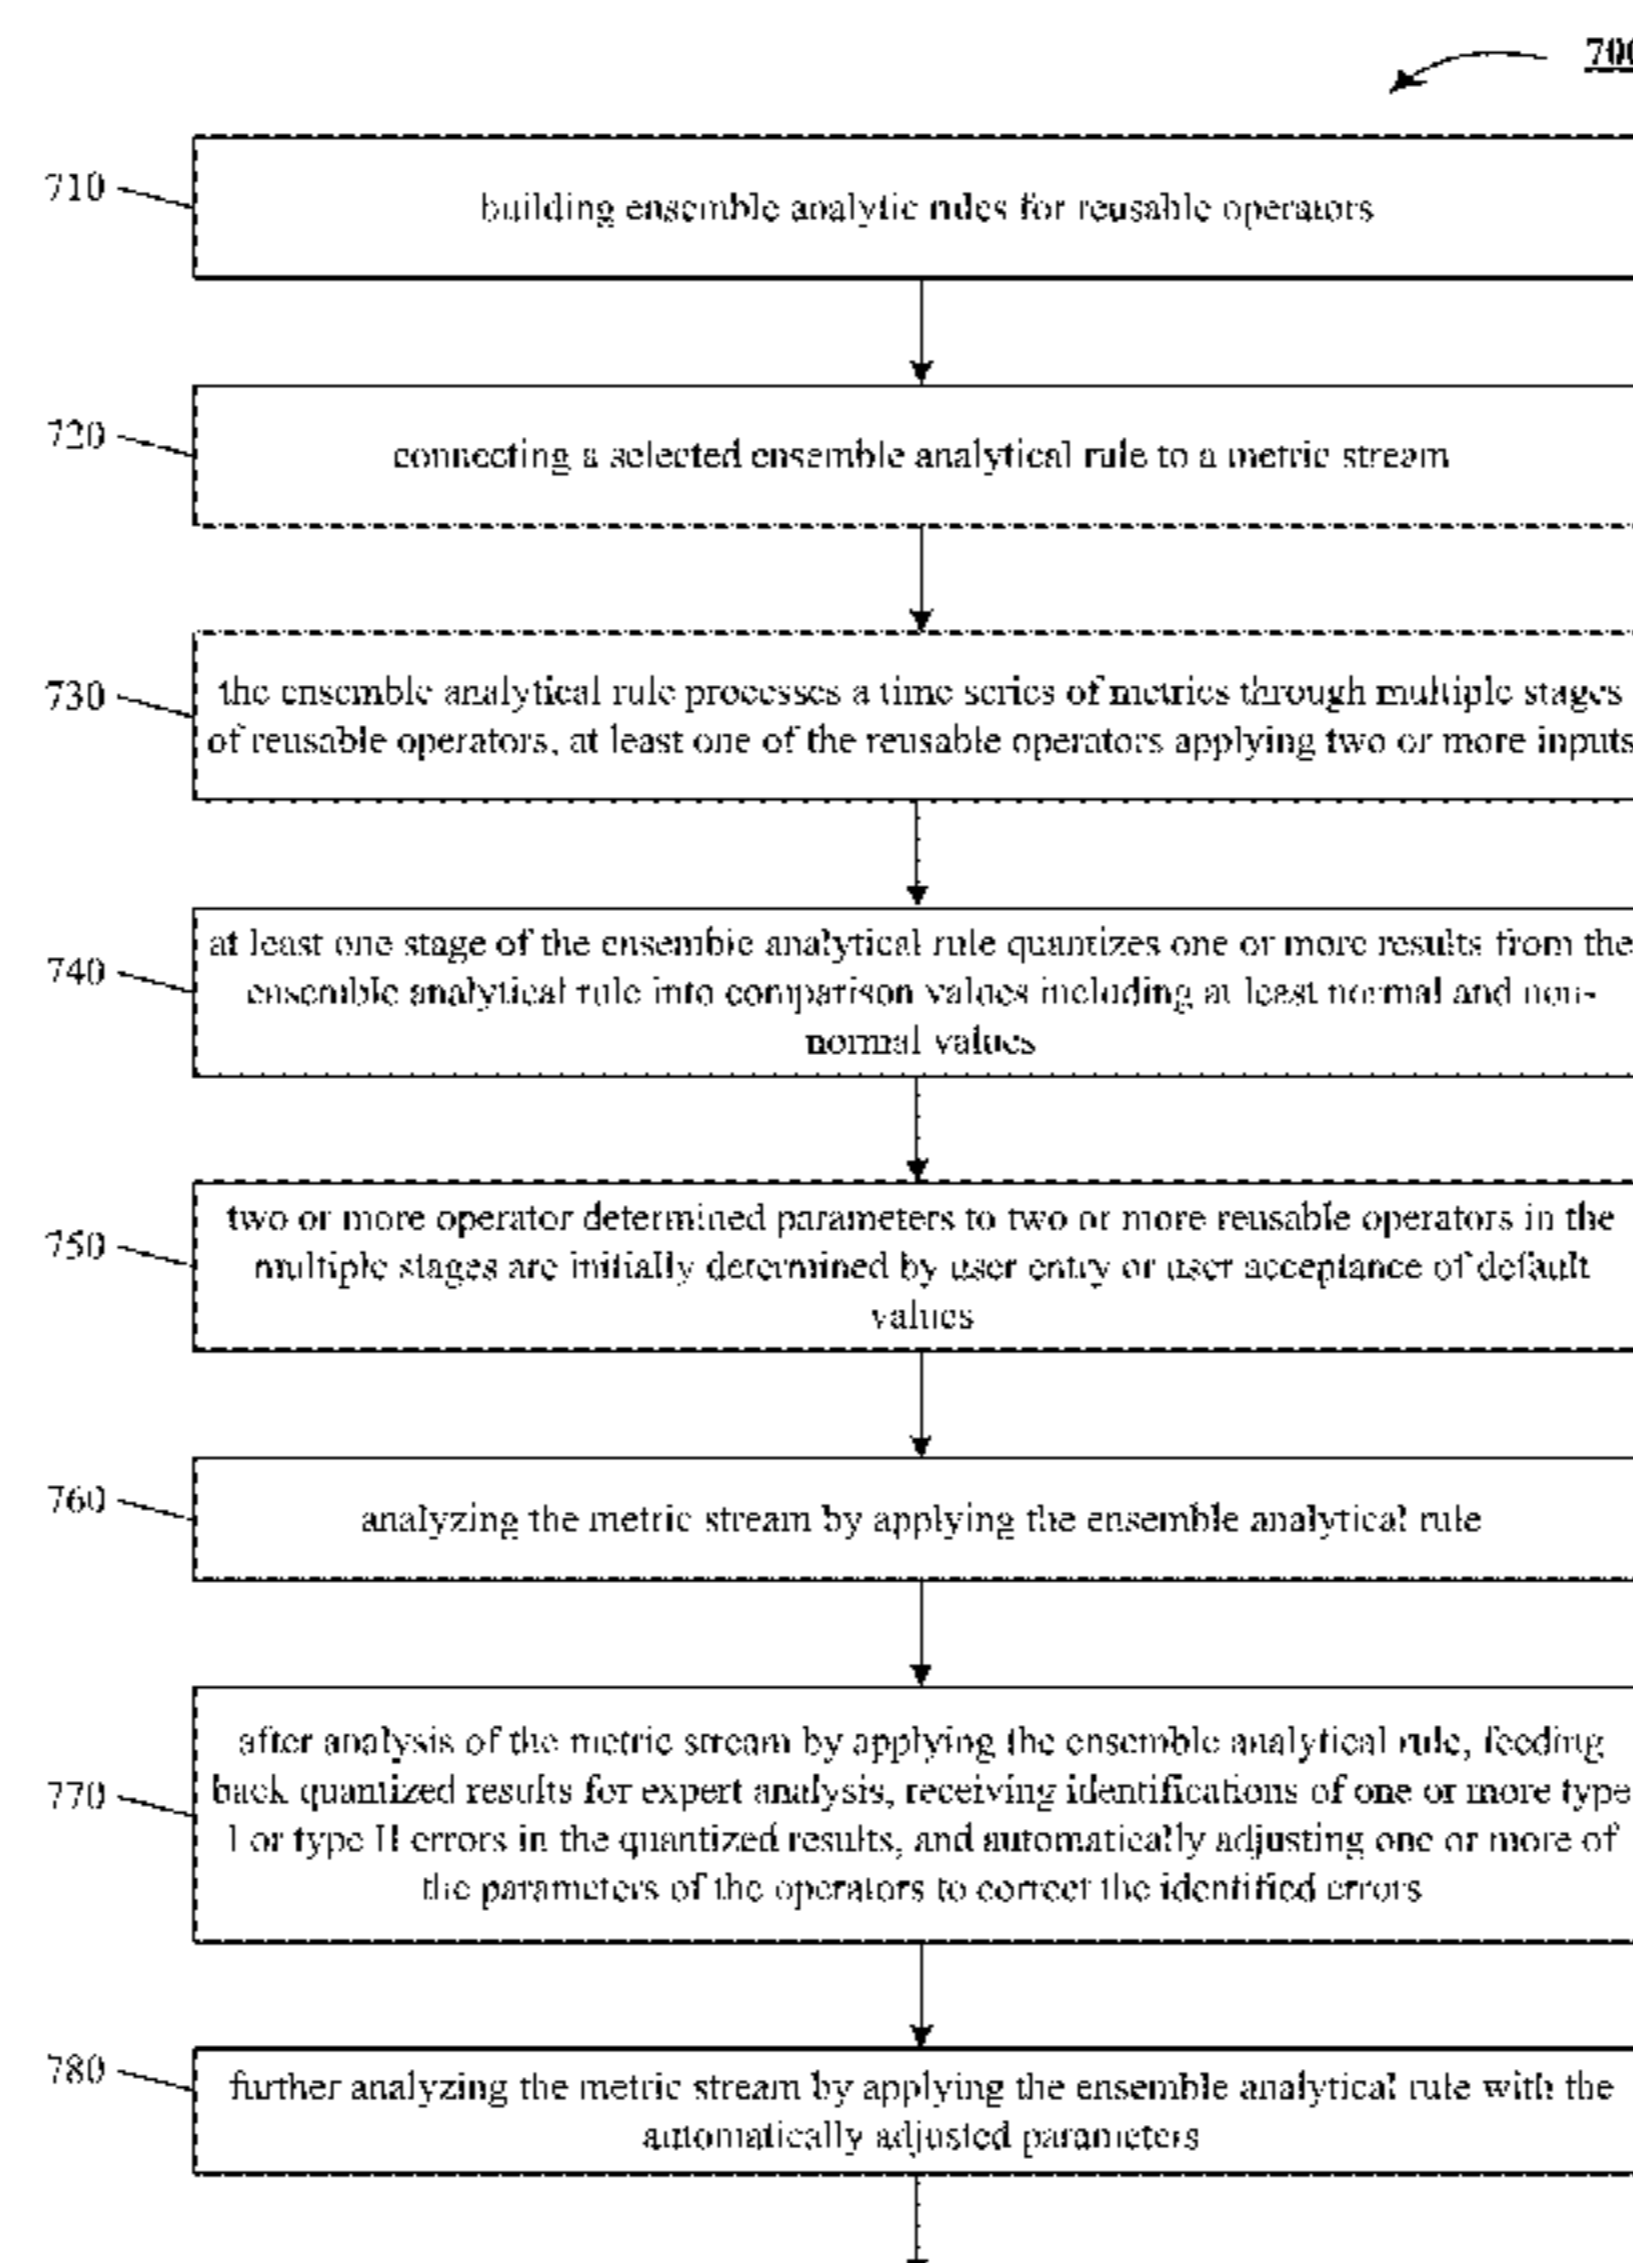 700
710
building ensemble analytic rules for reusable operators
720
connecting a selected ensemble analytical rule to a metric stream
730
the ensemble analytical rule processes a time series of metrics through multiple stages
of reusable operators, at least one of the reusable operators applying two or more inputs
740
at least one stage of the ensemble analytical rule quantizes one or more results from the
ensemble analytical rule into comparison values including at least normal and non-
normal values
750
two or more operator determined parameters to two or more reusable operators in the
multiple stages are initially determined by user entry or user acceptance of default
values
760
analyzing the metric stream by applying the ensemble analytical rule
770
after analysis of the metric stream by applying the ensemble analytical rule, feeding
back quantized results for expert analysis, receiving identifications of one or more type
I or type II errors in the quantized results, and automatically adjusting one or more of
the parameters of the operators to correct the identified errors
780
further analyzing the metric stream by applying the ensemble analytical rule with the
automatically adjusted parameters